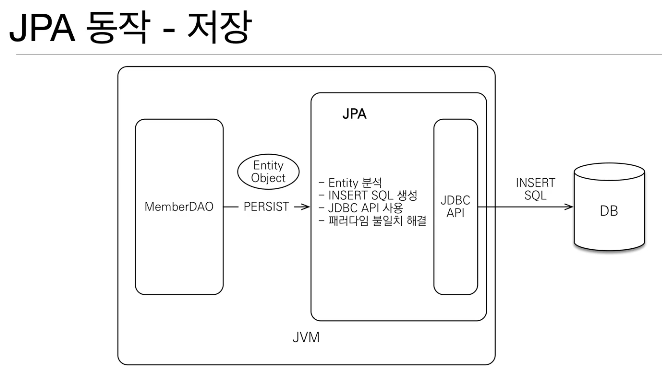 JPA 동작 - 저장
JPA
Entity
Object
MemberDAO
PERSIST
- Entity 분석
- INSERT SQL 생성
- JDBC API 사용
- 패러다임 불일치 해결
JDBC
API
INSERT
SQL
DB
JVM